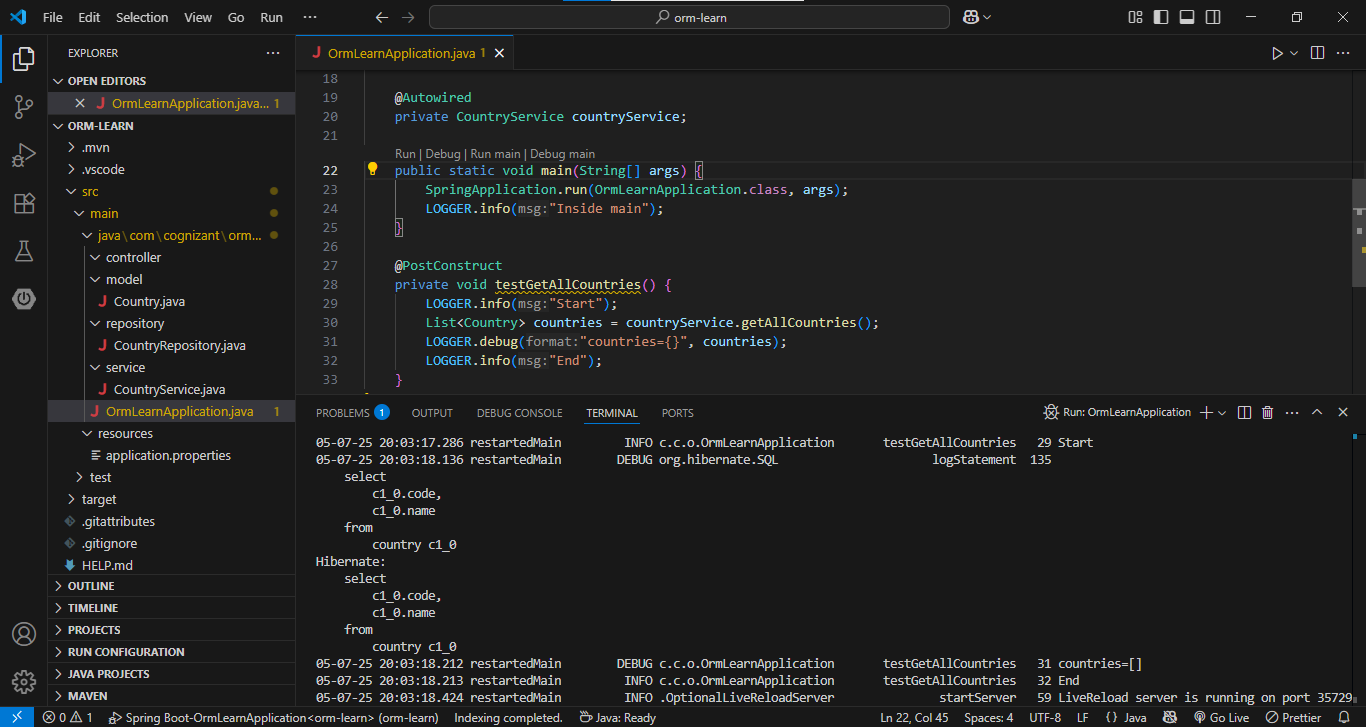 File Edit Selection View Go Run ··· orm-learn
EXPLORER
OPEN EDITORS
OrmLearnApplication.java... 1
ORM-LEARN
.mvn
.vscode
src
main
java\com\cognizant\orm...
controller
model
Country.java
repository
CountryRepository.java
service
CountryService.java
OrmLearnApplication.java 1
resources
application.properties
test
target
.gitattributes
.gitignore
HELP.md
OUTLINE
TIMELINE
PROJECTS
RUN CONFIGURATION
JAVA PROJECTS
MAVEN
OrmLearnApplication.java 1
18
19 @Autowired
20 private CountryService countryService;
21
Run | Debug | Run main | Debug main
22 public static void main(String[] args) {
23 SpringApplication.run(OrmLearnApplication.class, args);
24 LOGGER.info(msg:"Inside main");
25 }
26
27 @PostConstruct
28 private void testGetAllCountries() {
29 LOGGER.info(msg:"Start");
30 List<Country> countries = countryService.getAllCountries();
31 LOGGER.debug(format:"countries={}", countries);
32 LOGGER.info(msg:"End");
33 }
PROBLEMS 1 OUTPUT DEBUG CONSOLE TERMINAL PORTS Run: OrmLearnApplication
05-07-25 20:03:17.286 restartedMain INFO c.c.o.OrmLearnApplication testGetAllCountries 29 Start
05-07-25 20:03:18.136 restartedMain DEBUG org.hibernate.SQL logStatement 135
select
c1_0.code,
c1_0.name
from
country c1_0
Hibernate:
select
c1_0.code,
c1_0.name
from
country c1_0
05-07-25 20:03:18.212 restartedMain DEBUG c.c.o.OrmLearnApplication testGetAllCountries 31 countries=[]
05-07-25 20:03:18.213 restartedMain INFO c.c.o.OrmLearnApplication testGetAllCountries 32 End
05-07-25 20:03:18.424 restartedMain INFO .OptionalLiveReloadServer startServer 59 LiveReload server is running on port 35729
0 1 Spring Boot-OrmLearnApplication<orm-learn> (orm-learn) Indexing completed. Java: Ready Ln 22, Col 45 Spaces: 4 UTF-8 LF {} Java Go Live Prettier